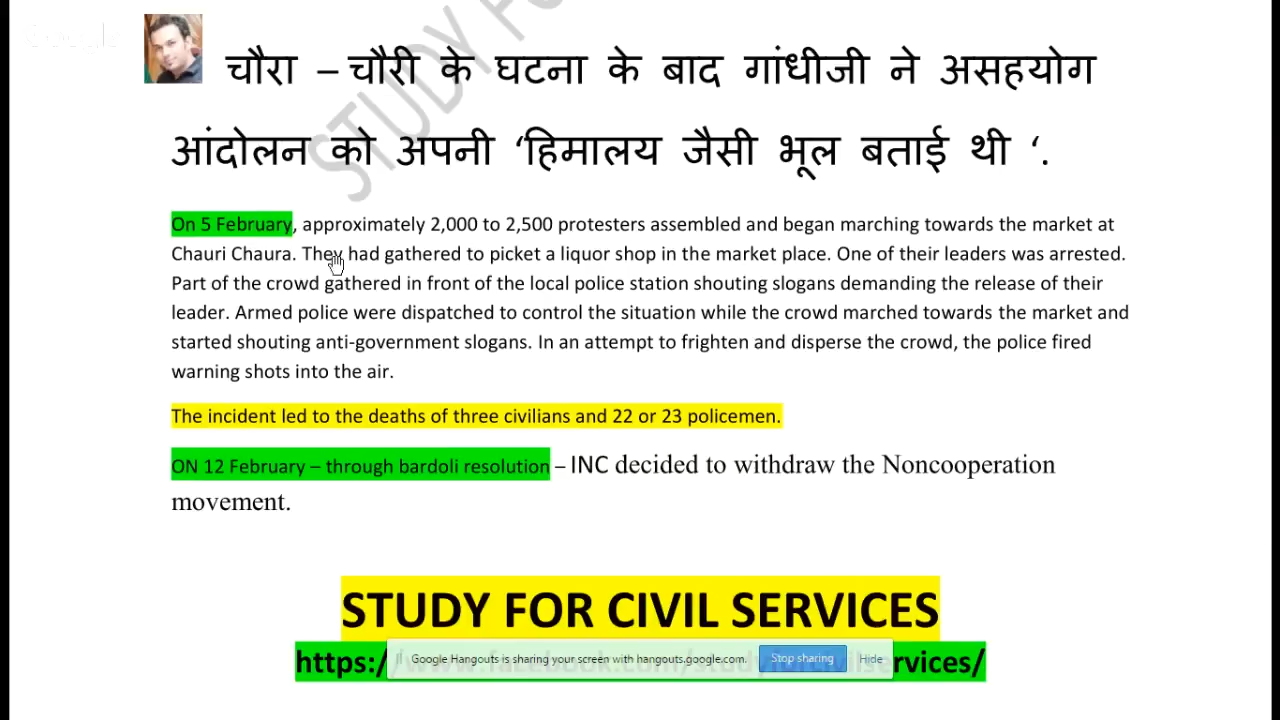 Google
STUDY FO
चौरा – चौरी के घटना के बाद गांधीजी ने असहयोग
आंदोलन को अपनी ‘हिमालय जैसी भूल बताई थी ‘.
On 5 February, approximately 2,000 to 2,500 protesters assembled and began marching towards the market at
Chauri Chaura. They had gathered to picket a liquor shop in the market place. One of their leaders was arrested.
Part of the crowd gathered in front of the local police station shouting slogans demanding the release of their
leader. Armed police were dispatched to control the situation while the crowd marched towards the market and
started shouting anti-government slogans. In an attempt to frighten and disperse the crowd, the police fired
warning shots into the air.
The incident led to the deaths of three civilians and 22 or 23 policemen.
ON 12 February – through bardoli resolution – INC decided to withdraw the Noncooperation
movement.
STUDY FOR CIVIL SERVICES
https://www.facebook.com/studyforcivilservices/
Google Hangouts is sharing your screen with hangouts.google.com. Stop sharing Hide